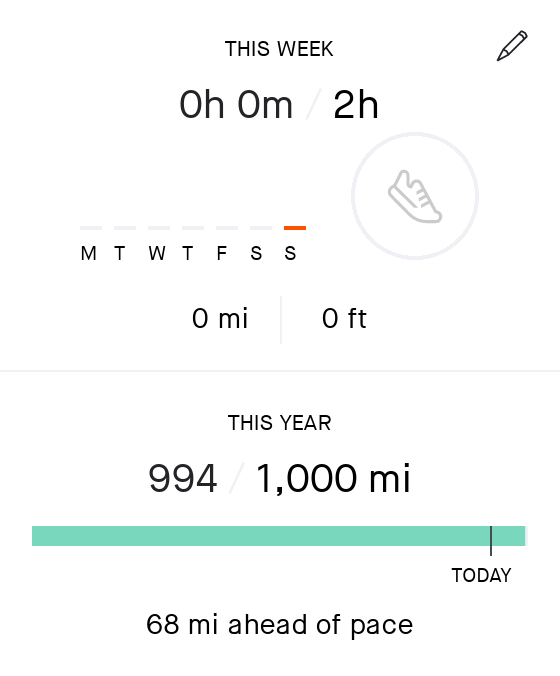 THIS WEEK
0h 0m / 2h
M T W T F S S
0 mi | 0 ft
THIS YEAR
994 / 1,000 mi
TODAY
68 mi ahead of pace